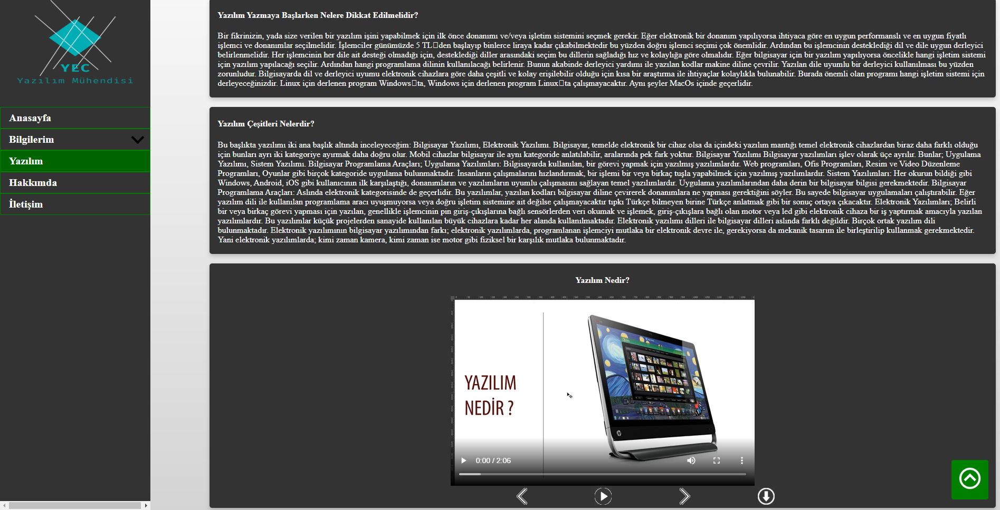 YEC
Yazılım Mühendisi
Anasayfa
Bilgilerim
Yazılım
Hakkımda
İletişim
Yazılım Yazmaya Başlarken Nelere Dikkat Edilmelidir?
Bir fikrinizin, yada size verilen bir yazılım işini yapabilmek için ilk önce donanımı ve/veya işletim sistemini seçmek gerekir. Eğer elektronik bir donanım yapılıyorsa ihtiyaca göre en uygun performanslı ve en uygun fiyatlı
işlemci ve donanımlar seçilmelidir. İşlemciler günümüzde 5 TL□den başlayıp binlerce liraya kadar çıkabilmektedir bu yüzden doğru işlemci seçimi çok önemlidir. Ardından bu işlemcinin desteklediği dil ve dile uygun derleyici
belirlenmelidir. Her işlemcinin her dile ait desteği olmadığı için, desteklediği diller arasındaki seçim bu dillerin sağladığı hız ve kolaylığa göre olmalıdır. Eğer bilgisayar için bir yazılım yapılıyorsa öncelikle hangi işletim sistemi
için yazılım yapılacağı seçilir. Ardından hangi programlama dilinin kullanılacağı belirlenir. Bunun akabinde derleyici yardımı ile yazılan kodlar makine diline çevrilir. Yazılan dile uyumlu bir derleyici kullanılması bu yüzden
zorunludur. Bilgisayarda dil ve derleyici uyumu elektronik cihazlara göre daha çeşitli ve kolay erişilebilir olduğu için kısa bir araştırma ile ihtiyaçlar kolaylıkla bulunabilir. Burada önemli olan programı hangi işletim sistemi için
derleyeceğinizdir. Linux için derlenen program Windows□ta, Windows için derlenen program Linux□ta çalışmayacaktır. Aynı şeyler MacOs içinde geçerlidir.
Yazılım Çeşitleri Nelerdir?
Bu başlıkta yazılımı iki ana başlık altında inceleyeceğim: Bilgisayar Yazılımı, Elektronik Yazılımı. Bilgisayar, temelde elektronik bir cihaz olsa da içindeki yazılım mantığı temel elektronik cihazlardan biraz daha farklı olduğu
için bunları ayrı iki kategoriye ayırmak daha doğru olur. Mobil cihazlar bilgisayar ile aynı kategoride anlatılabilir, aralarında pek fark yoktur. Bilgisayar Yazılımı Bilgisayar yazılımları işlev olarak üçe ayrılır. Bunlar; Uygulama
Yazılımı, Sistem Yazılımı. Bilgisayar Programlama Araçları; Uygulama Yazılımları: Bilgisayarda kullanılan, bir görevi yapmak için yazılmış yazılımlardır. Web programları, Ofis Programları, Resim ve Video Düzenleme
Programları, Oyunlar gibi birçok kategoride uygulama bulunmaktadır. İnsanların çalışmalarını hızlandırmak, bir işlemi bir veya birkaç tuşla yapabilmek için yazılmış yazılımlardır. Sistem Yazılımları: Her okurun bildiği gibi
Windows, Android, iOS gibi kullanıcının ilk karşılaştığı, donanımların ve yazılımların uyumlu çalışmasını sağlayan temel yazılımlardır. Uygulama yazılımlarından daha derin bir bilgisayar bilgisi gerekmektedir. Bilgisayar
Programlama Araçları: Aslında elektronik kategorisinde de geçerlidir. Bu yazılımlar, yazılan kodları bilgisayar diline çevirerek donanımlara ne yapması gerektiğini söyler. Bu sayede bilgisayar uygulamaları çalıştırabilir. Eğer
yazılım dili ile kullanılan programlama aracı uyuşmuyorsa veya doğru işletim sistemine ait değilse çalışmayacaktır tıpkı Türkçe bilmeyen birine Türkçe anlatmak gibi bir sonuç ortaya çıkacaktır. Elektronik Yazılımları; Belirli
bir veya birkaç görevi yapması için yazılan, genellikle işlemcinin pin giriş-çıkışlarına bağlı sensörlerden veri okumak ve işlemek, giriş-çıkışlara bağlı olan motor veya led gibi elektronik cihaza bir iş yaptırmak amacıyla yazılan
yazılımlardır. Bu yazılımlar küçük projelerden sanayide kullanılan büyük cihazlara kadar her alanda kullanılmaktadır. Elektronik yazılımı dilleri ile bilgisayar dilleri aslında farklı değildir. Birçok ortak yazılım dili
bulunmaktadır. Elektronik yazılımının bilgisayar yazılımından farkı; elektronik yazılımlarda, programlanan işlemciyi mutlaka bir elektronik devre ile, gerekiyorsa da mekanik tasarım ile birleştirilip kullanmak gerekmektedir.
Yani elektronik yazılımlarda; kimi zaman kamera, kimi zaman ise motor gibi fiziksel bir karşılık mutlaka bulunmaktadır.
Yazılım Nedir?
YAZILIM
NEDİR ?
hp
0:00 / 2:06